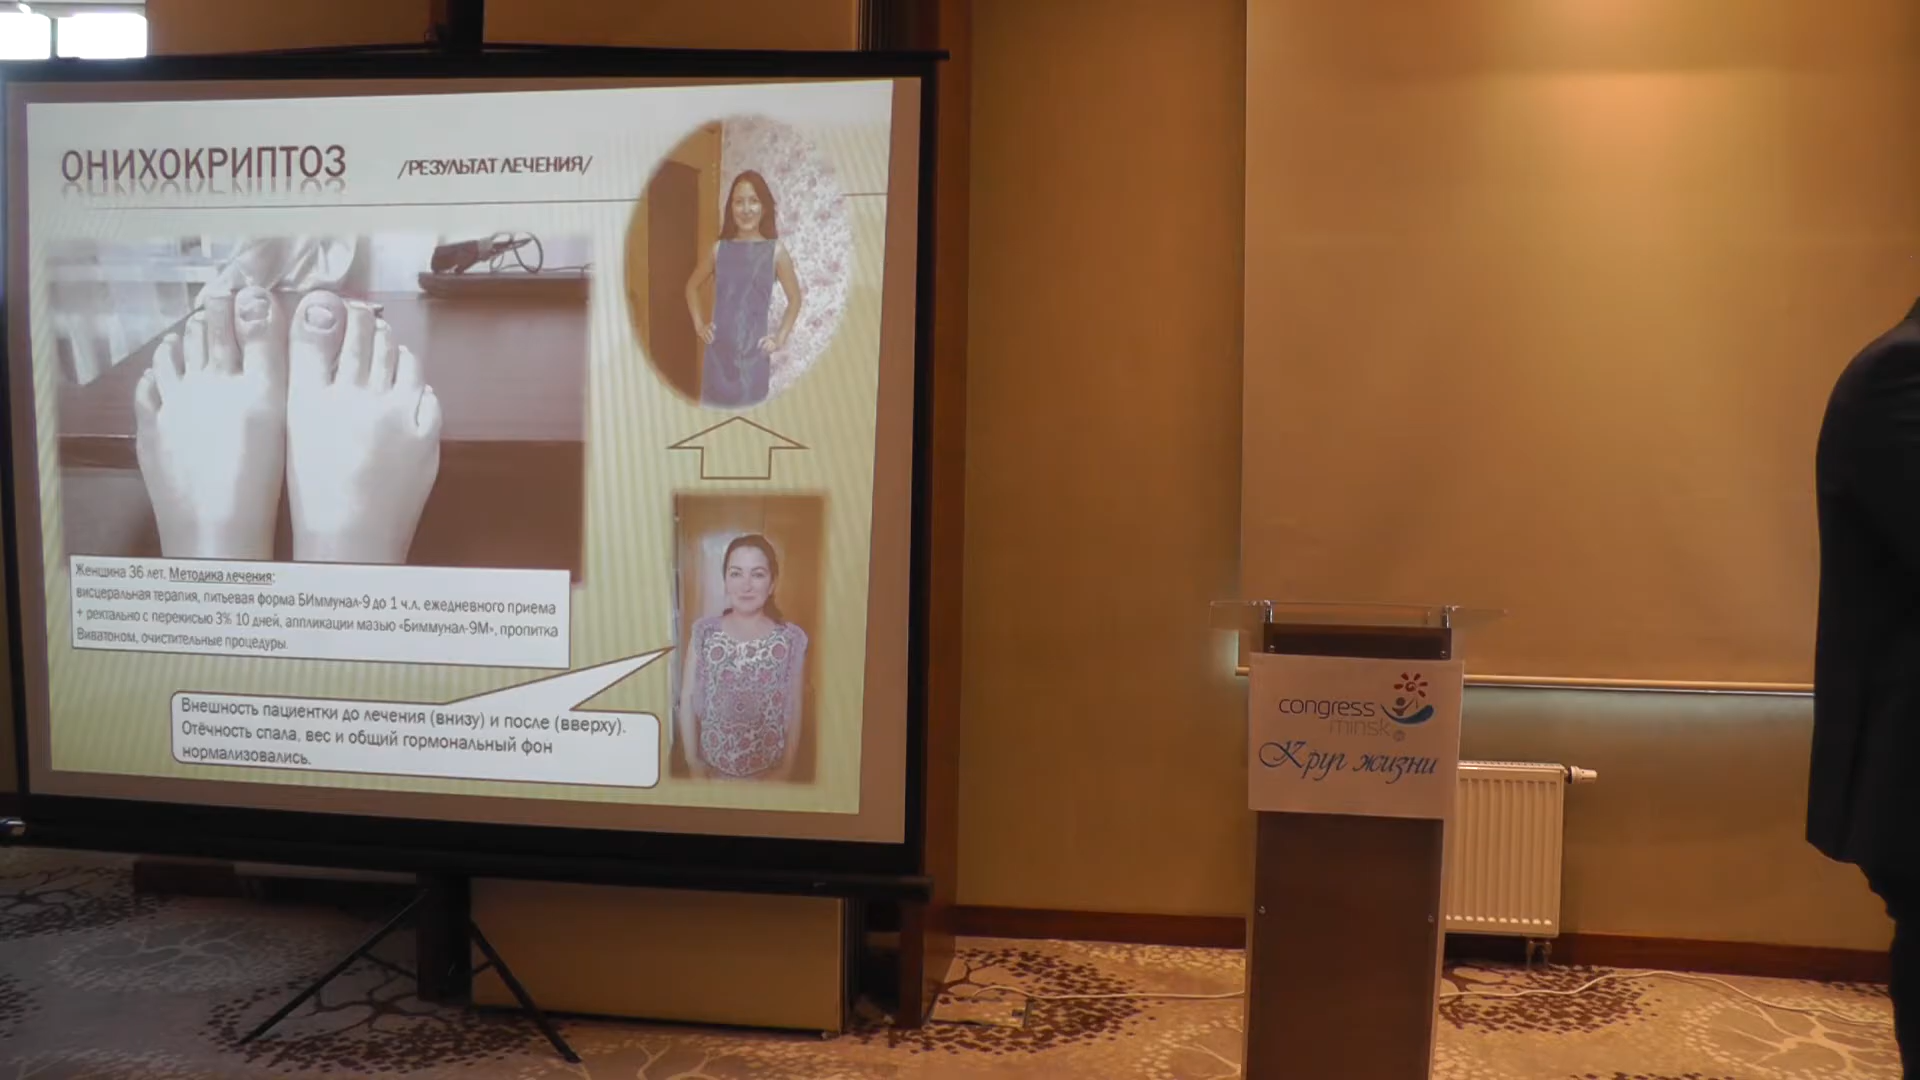 ОНИХОКРИПТОЗ /РЕЗУЛЬТАТ ЛЕЧЕНИЯ/
Женщина 36 лет. Методика лечения:
висцеральная терапия, питьевая форма БИммунал-9 до 1 ч.л. ежедневного приема
+ ректально с перекисью 3% 10 дней, аппликации мазью «Биммунал-9М», пропитка
Виватоном, очистительные процедуры.
Внешность пациентки до лечения (внизу) и после (вверху).
Отёчность спала, вес и общий гормональный фон
нормализовались.
congress
minsk
Круг жизни